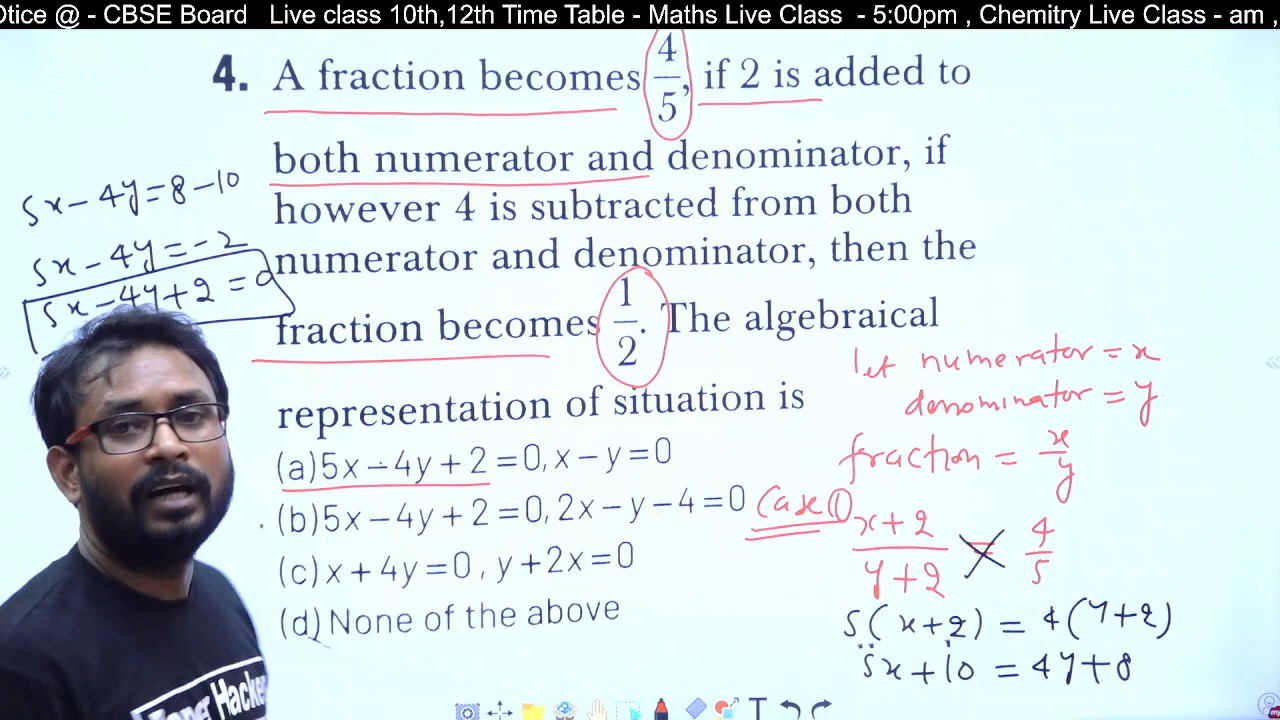 Otice @ - CBSE Board Live class 10th,12th Time Table - Maths Live Class - 5:00pm , Chemitry Live Class - am ,
4. A fraction becomes 4/5, if 2 is added to
both numerator and denominator, if
however 4 is subtracted from both
numerator and denominator, then the
fraction becomes 1/2. The algebraical
representation of situation is
(a) 5x-4y+2=0, x-y=0
(b) 5x-4y+2=0, 2x-y-4=0
(c) x+4y=0, y+2x=0
(d) None of the above
5x-4y=8-10
5x-4y=-2
5x-4y+2=0
let numerator = x
denominator = y
fraction = x/y
Case ①
x+2/y+2 = 4/5
5(x+2) = 4(y+2)
5x+10 = 4y+8
T